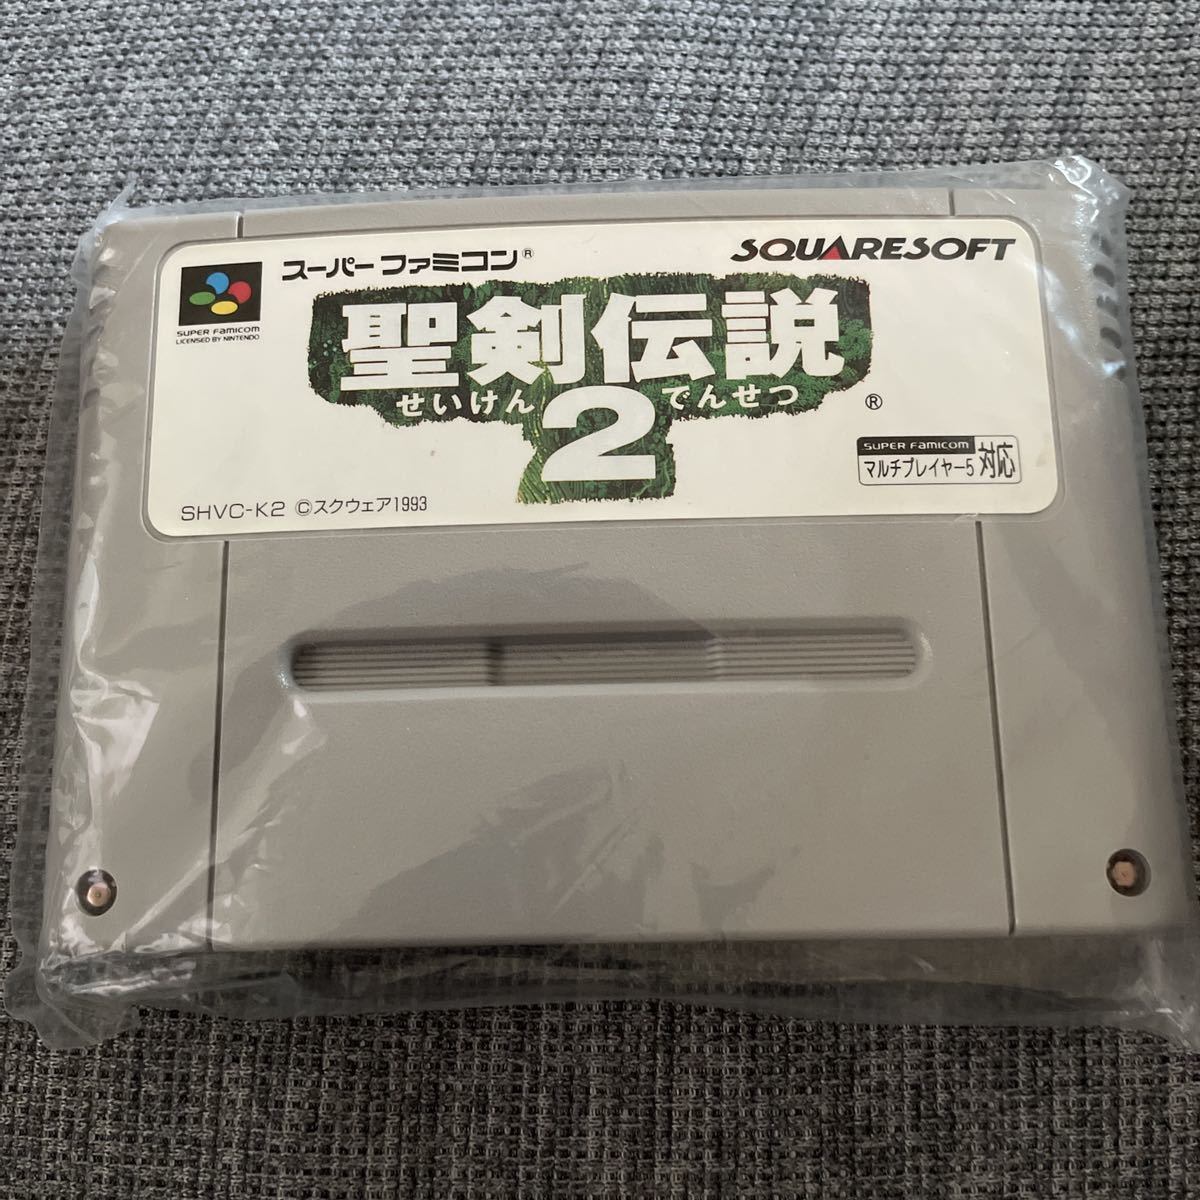 スーパーファミコン®
SQUARESOFT
SUPER FAMICOM
LICENSED BY NINTENDO
聖剣伝説
せいけん でんせつ
2
®
SUPER FAMICOM
マルチプレイヤー5 対応
SHVC-K2 ©スクウェア1993